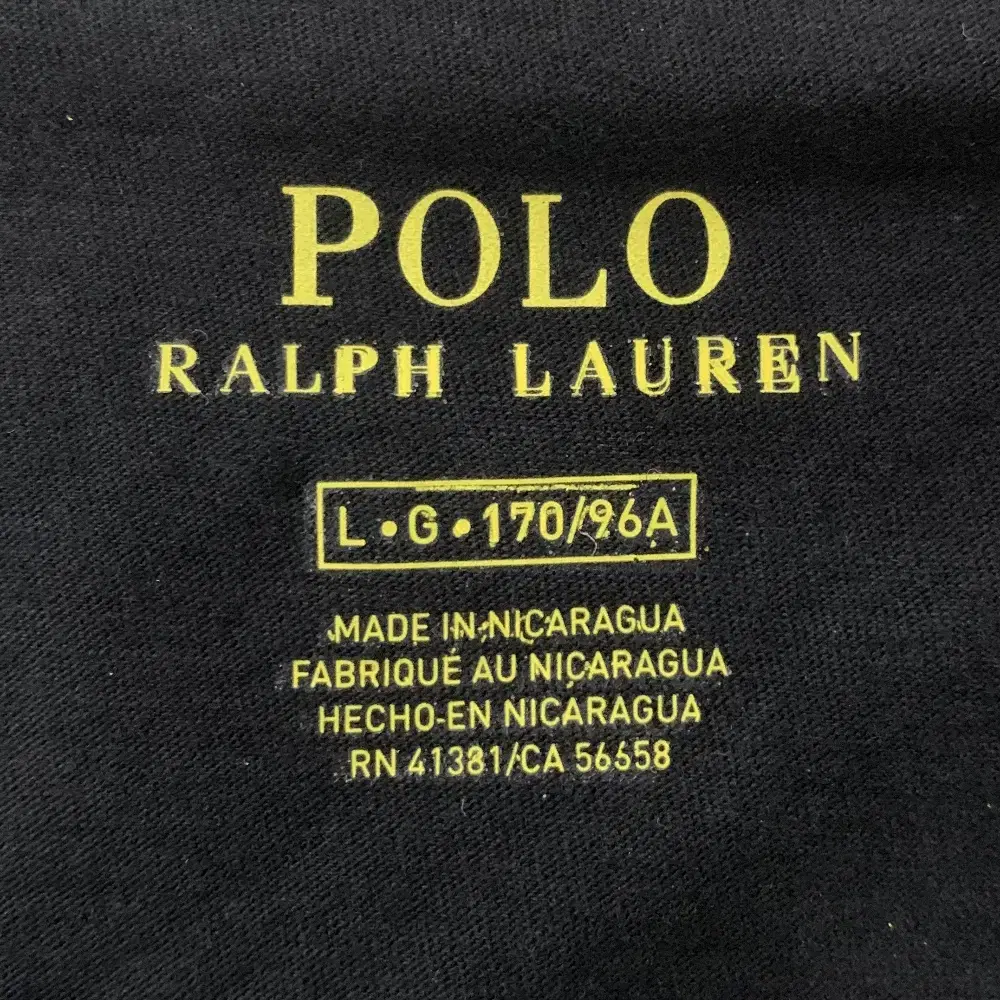 POLO
RALPH LAUREN
L•G•170/96A
MADE IN NICARAGUA
FABRIQUÉ AU NICARAGUA
HECHO-EN NICARAGUA
RN 41381/CA 56658